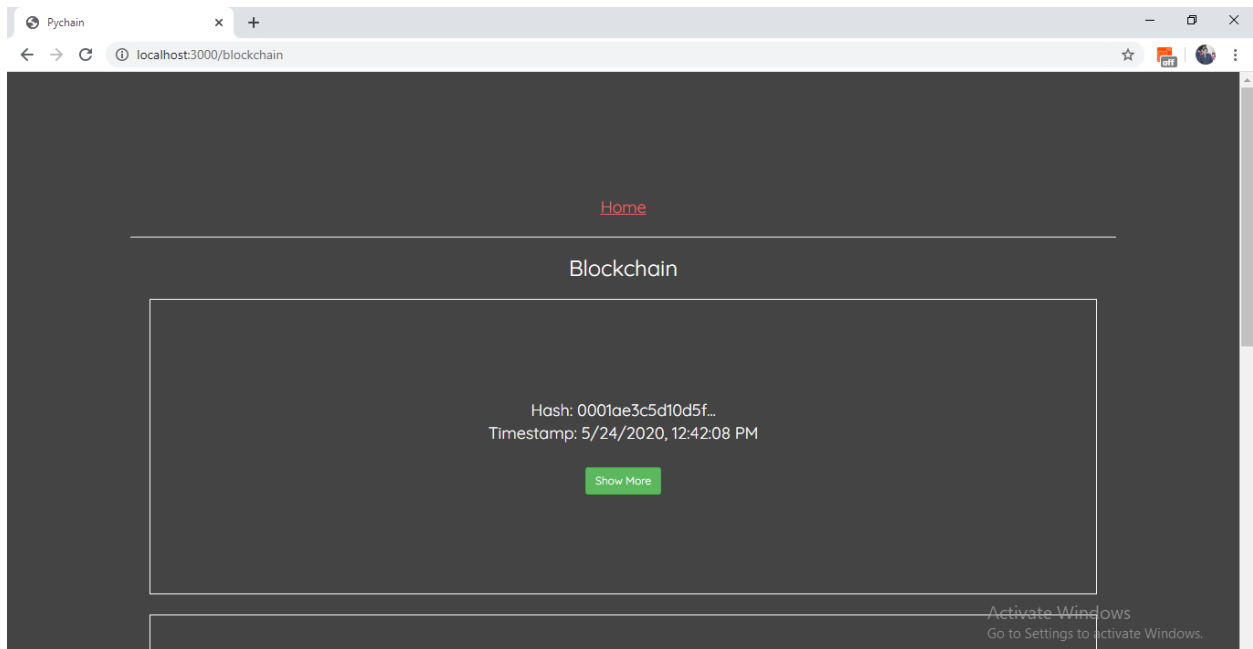 Pychain
localhost:3000/blockchain
off
Home
Blockchain
Hash: 0001ae3c5d10d5f...
Timestamp: 5/24/2020, 12:42:08 PM
Show More
Activate Windows
Go to Settings to activate Windows.